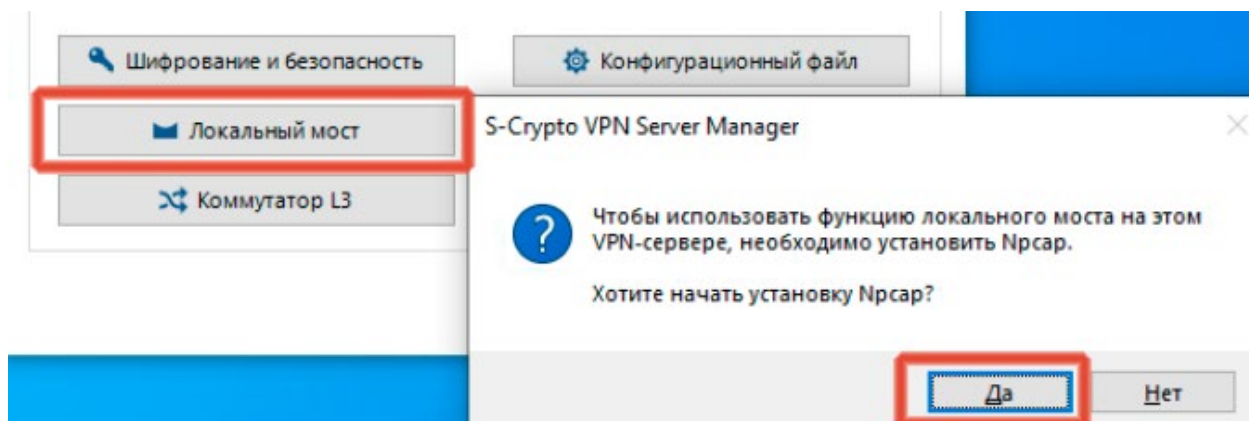 Шифрование и безопасность
Конфигурационный файл
Локальный мост
Коммутатор L3
S-Crypto VPN Server Manager
Чтобы использовать функцию локального моста на этом
VPN-сервере, необходимо установить Npcap.
Хотите начать установку Npcap?
Да
Нет